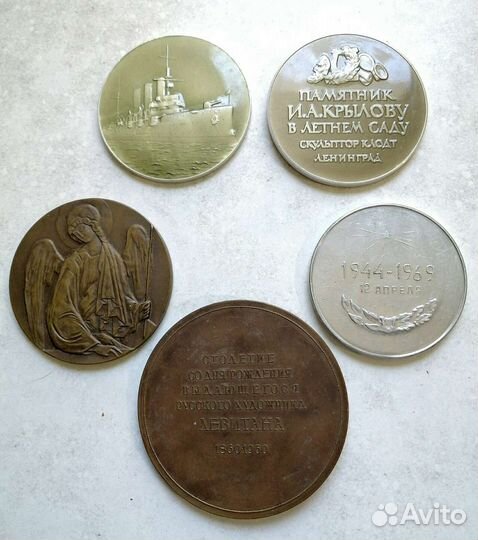 ПАМЯТНИК
И.А.КРЫЛОВУ
В ЛЕТНЕМ САДУ
СКУЛЬПТОР КЛОДТ
ЛЕНИНГРАД
1944-1969
12 АПРЕЛЯ
СТОЛЕТИЕ
СО ДНЯ РОЖДЕНИЯ
ВЫДАЮЩЕГОСЯ
РУССКОГО ХУДОЖНИКА
ЛЕВИТАНА
1860-1960
Avito